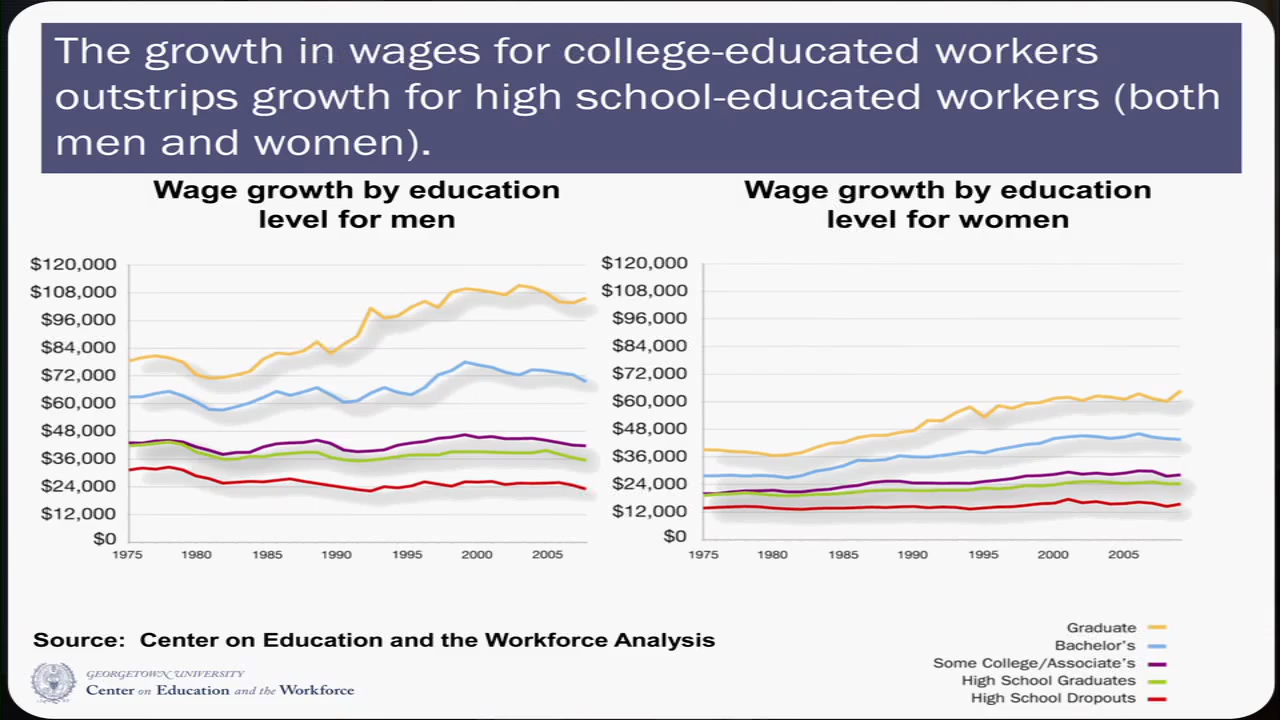 The growth in wages for college-educated workers
outstrips growth for high school-educated workers (both
men and women).
Wage growth by education
level for men
$120,000
$108,000
$96,000
$84,000
$72,000
$60,000
$48,000
$36,000
$24,000
$12,000
$0
1975 1980 1985 1990 1995 2000 2005
Wage growth by education
level for women
$120,000
$108,000
$96,000
$84,000
$72,000
$60,000
$48,000
$36,000
$24,000
$12,000
$0
1975 1980 1985 1990 1995 2000 2005
Graduate
Bachelor's
Some College/Associate's
High School Graduates
High School Dropouts
Source: Center on Education and the Workforce Analysis
GEORGETOWN UNIVERSITY
Center on Education and the Workforce